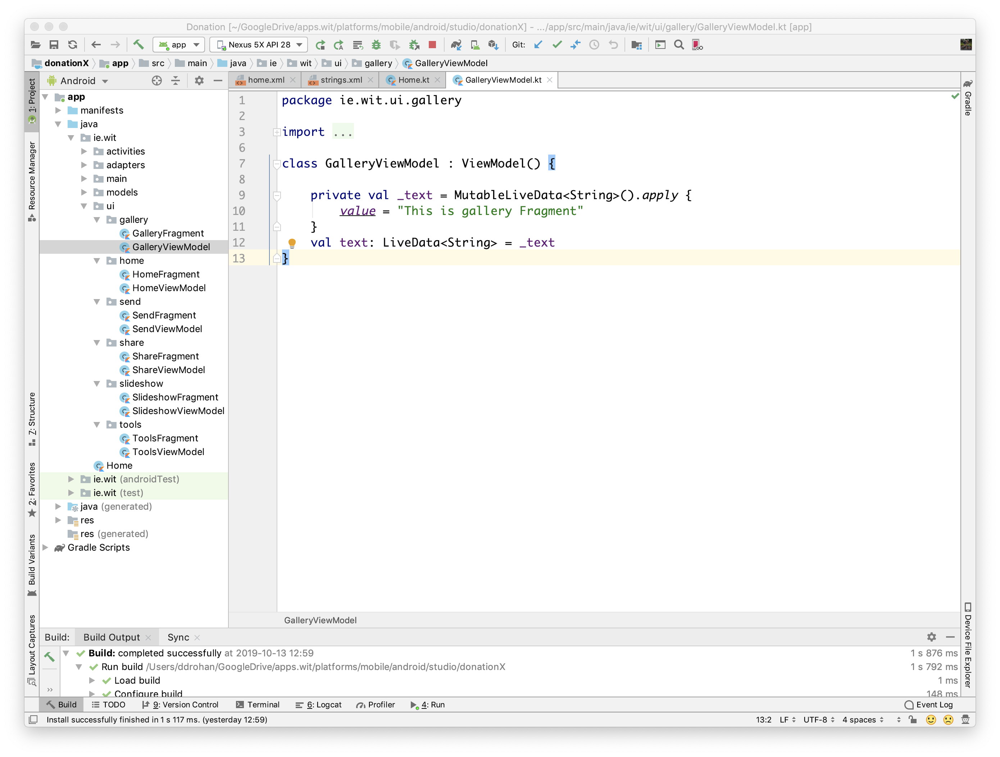 Donation [~/GoogleDrive/apps.wit/platforms/mobile/android/studio/donationX] - .../app/src/main/java/ie/wit/ui/gallery/GalleryViewModel.kt [app]
app Nexus 5X API 28 Git:
donationX app src main java ie wit ui gallery GalleryViewModel
1: Project
Resource Manager
7: Structure
2: Favorites
Build Variants
Layout Captures
Android
app
manifests
java
ie.wit
activities
adapters
main
models
ui
gallery
GalleryFragment
GalleryViewModel
home
HomeFragment
HomeViewModel
send
SendFragment
SendViewModel
share
ShareFragment
ShareViewModel
slideshow
SlideshowFragment
SlideshowViewModel
tools
ToolsFragment
ToolsViewModel
Home
ie.wit (androidTest)
ie.wit (test)
java (generated)
res
res (generated)
Gradle Scripts
home.xml strings.xml Home.kt GalleryViewModel.kt
1 package ie.wit.ui.gallery
2
3 import ...
6
7 class GalleryViewModel : ViewModel() {
8
9 private val _text = MutableLiveData<String>().apply {
10 value = "This is gallery Fragment"
11 }
12 val text: LiveData<String> = _text
13 }
GalleryViewModel
Gradle
Device File Explorer
Build: Build Output Sync
Build: completed successfully at 2019-10-13 12:59 1 s 876 ms
Run build /Users/ddrohan/GoogleDrive/apps.wit/platforms/mobile/android/studio/donationX 1 s 792 ms
Load build 1 ms
Configure build 148 ms
Build TODO 9: Version Control Terminal 6: Logcat Profiler 4: Run Event Log
Install successfully finished in 1 s 117 ms. (yesterday 12:59) 13:2 LF UTF-8 4 spaces